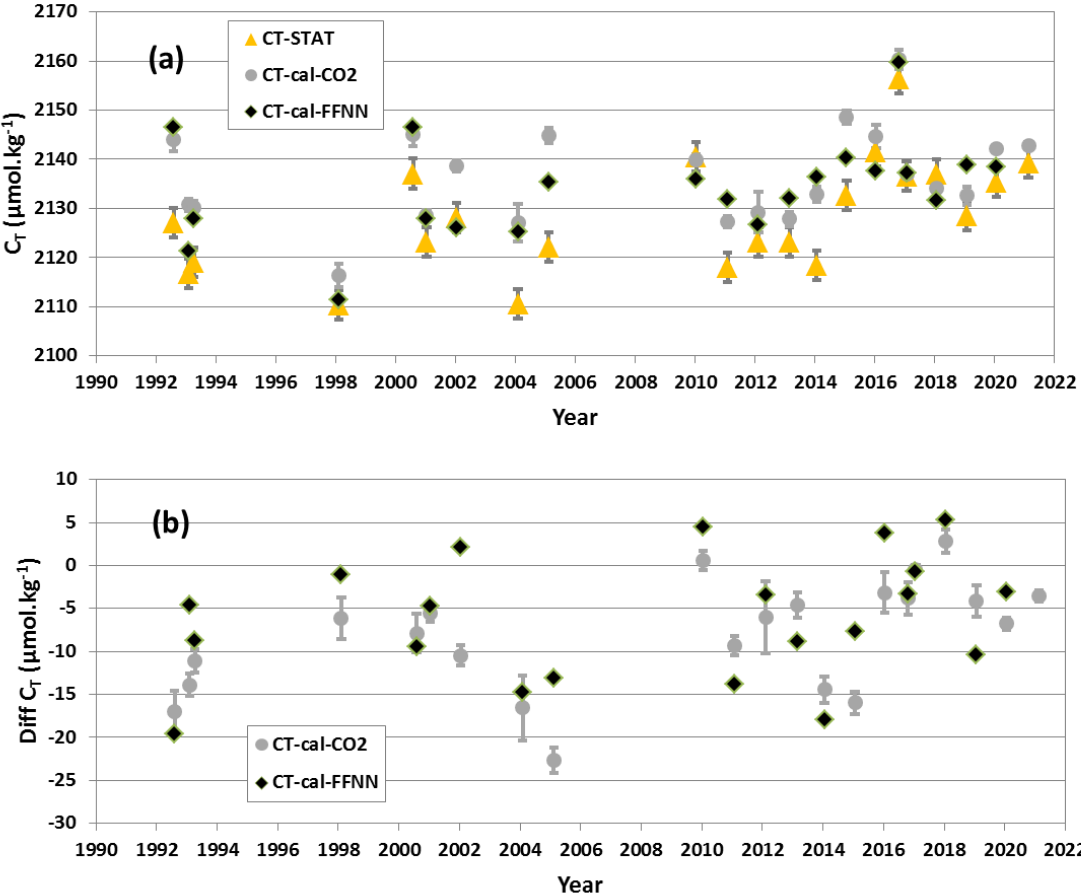 2170
2160
2150
2140
2130
2120
2110
2100
C_T (µmol.kg⁻¹)
(a)
CT-STAT
CT-cal-CO2
CT-cal-FFNN
1990 1992 1994 1996 1998 2000 2002 2004 2006 2008 2010 2012 2014 2016 2018 2020 2022
Year
10
5
0
-5
-10
-15
-20
-25
-30
Diff C_T (µmol.kg⁻¹)
(b)
CT-cal-CO2
CT-cal-FFNN
1990 1992 1994 1996 1998 2000 2002 2004 2006 2008 2010 2012 2014 2016 2018 2020 2022
Year